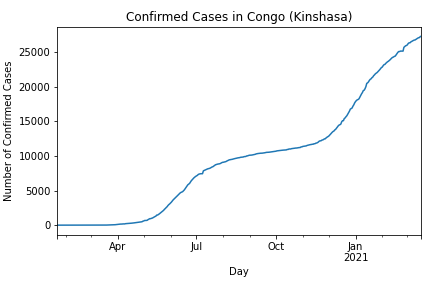 Confirmed Cases in Congo (Kinshasa)
Number of Confirmed Cases
25000
20000
15000
10000
5000
0
Apr Jul Oct Jan
2021
Day